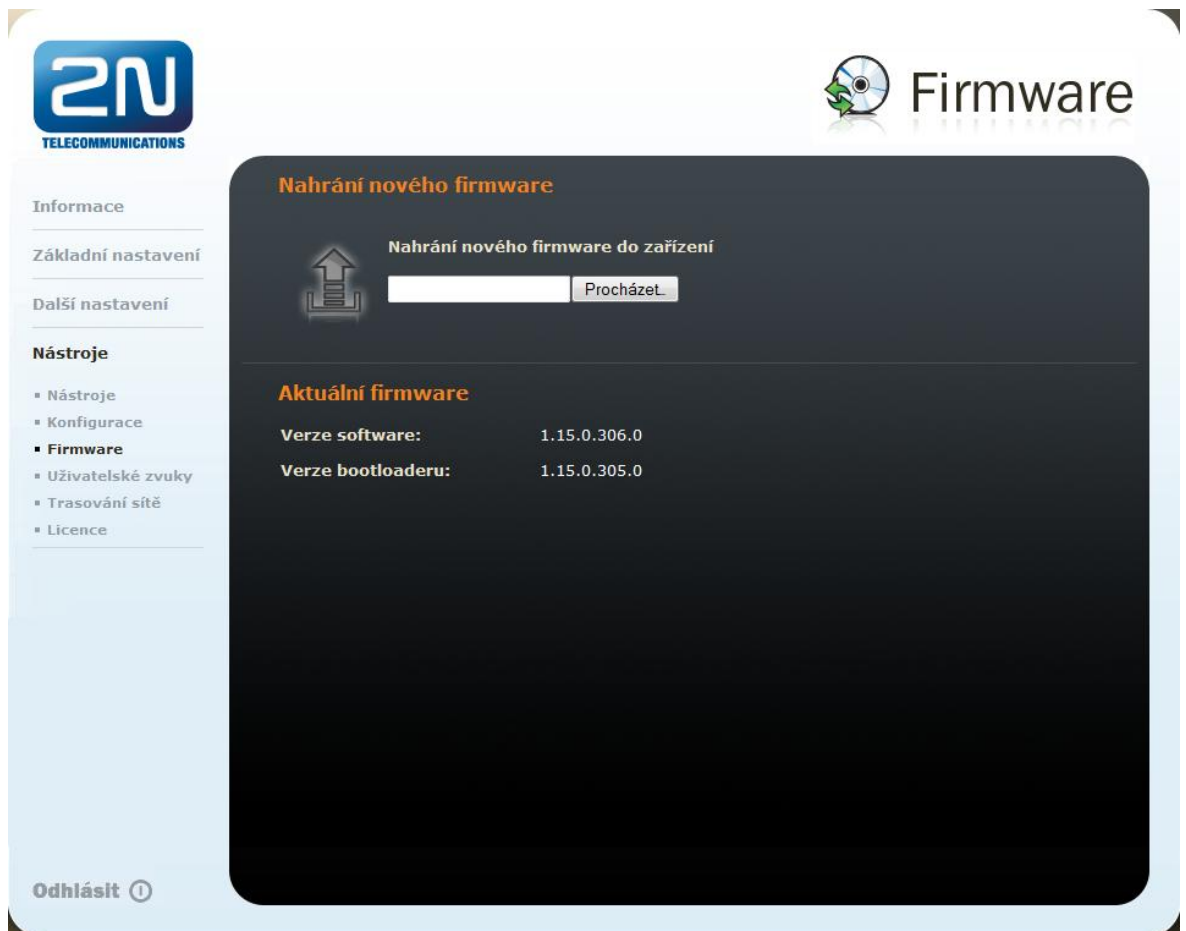 2N
TELECOMMUNICATIONS
Firmware
Informace
Základní nastavení
Další nastavení
Nástroje
Nástroje
Konfigurace
Firmware
Uživatelské zvuky
Trasování sítě
Licence
Odhlásit
Nahrání nového firmware
Nahrání nového firmware do zařízení
Procházet..
Aktuální firmware
Verze software: 1.15.0.306.0
Verze bootloaderu: 1.15.0.305.0